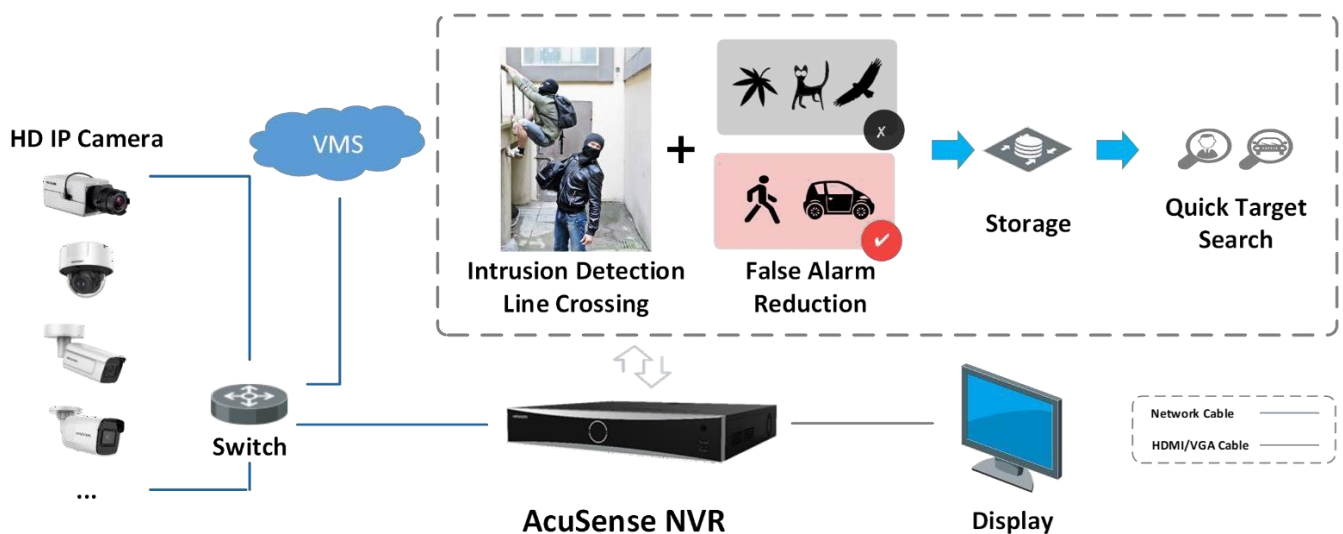 HD IP Camera
VMS
Intrusion Detection
Line Crossing
+
False Alarm
Reduction
x
Storage
Quick Target
Search
Switch
...
AcuSense NVR
Display
Network Cable
HDMI/VGA Cable